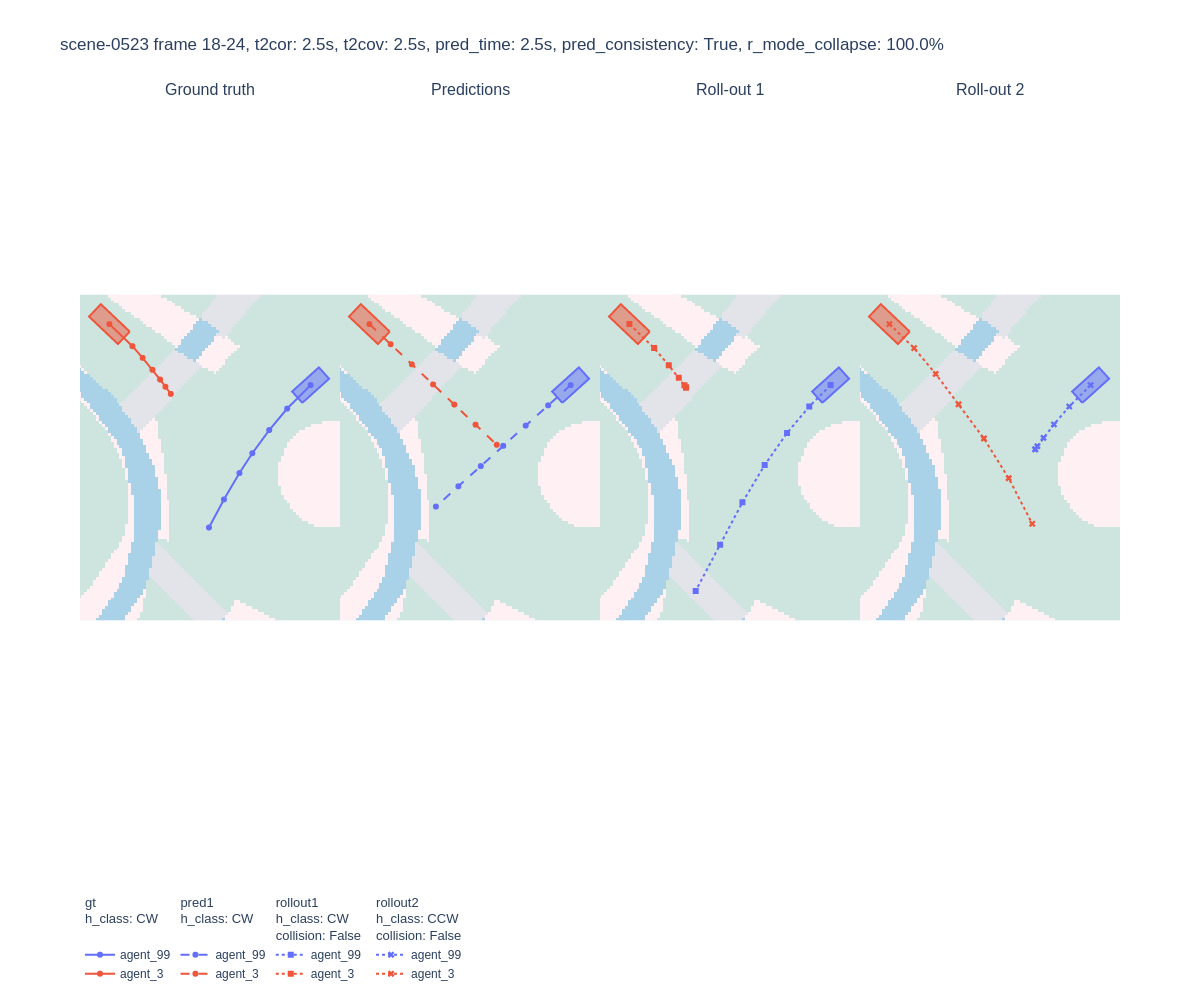 scene-0523 frame 18-24, t2cor: 2.5s, t2cov: 2.5s, pred_time: 2.5s, pred_consistency: True, r_mode_collapse: 100.0%
Ground truth
Predictions
Roll-out 1
Roll-out 2
gt
h_class: CW
agent_99
agent_3
pred1
h_class: CW
agent_99
agent_3
rollout1
h_class: CW
collision: False
agent_99
agent_3
rollout2
h_class: CCW
collision: False
agent_99
agent_3